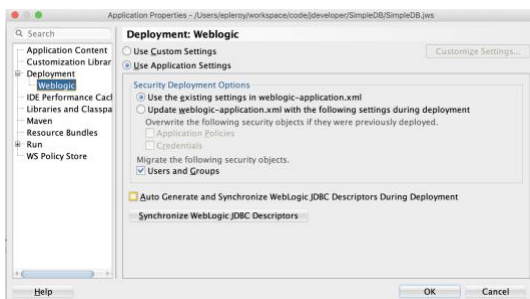 Application Properties - /Users/epleroy/workspace/code/jdeveloper/SimpleDB/SimpleDB.jws
Search
Application Content
Customization Librar
Deployment
Weblogic
IDE Performance Cacl
Libraries and Classpa
Maven
Resource Bundles
Run
WS Policy Store
Deployment: Weblogic
Use Custom Settings
Customize Settings...
Use Application Settings
Security Deployment Options
Use the existing settings in weblogic-application.xml
Update weblogic-application.xml with the following settings during deployment
Overwrite the following security objects if they were previously deployed.
Application Policies
Credentials
Migrate the following security objects.
Users and Groups
Auto Generate and Synchronize WebLogic JDBC Descriptors During Deployment
Synchronize WebLogic JDBC Descriptors
Help
OK
Cancel